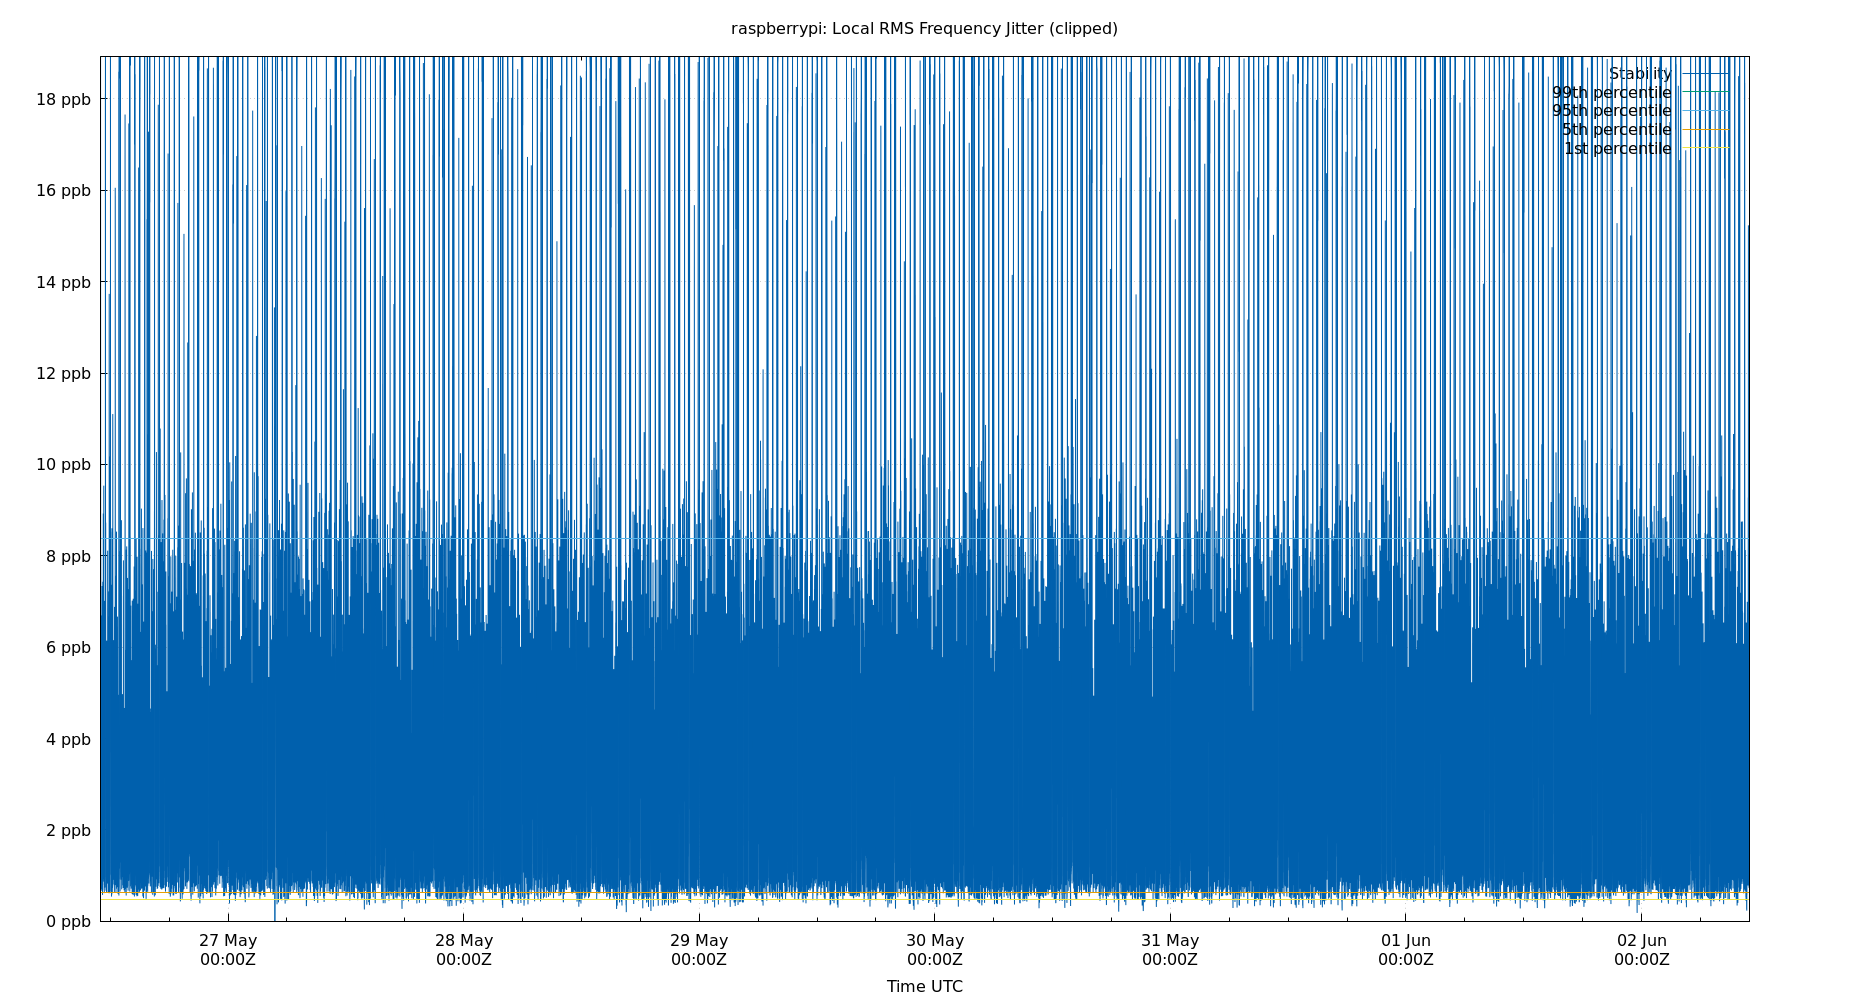 raspberrypi: Local RMS Frequency Jitter (clipped)
18 ppb
16 ppb
14 ppb
12 ppb
10 ppb
8 ppb
6 ppb
4 ppb
2 ppb
0 ppb
Stability
99th percentile
95th percentile
5th percentile
1st percentile
27 May
00:00Z
28 May
00:00Z
29 May
00:00Z
30 May
00:00Z
31 May
00:00Z
01 Jun
00:00Z
02 Jun
00:00Z
Time UTC